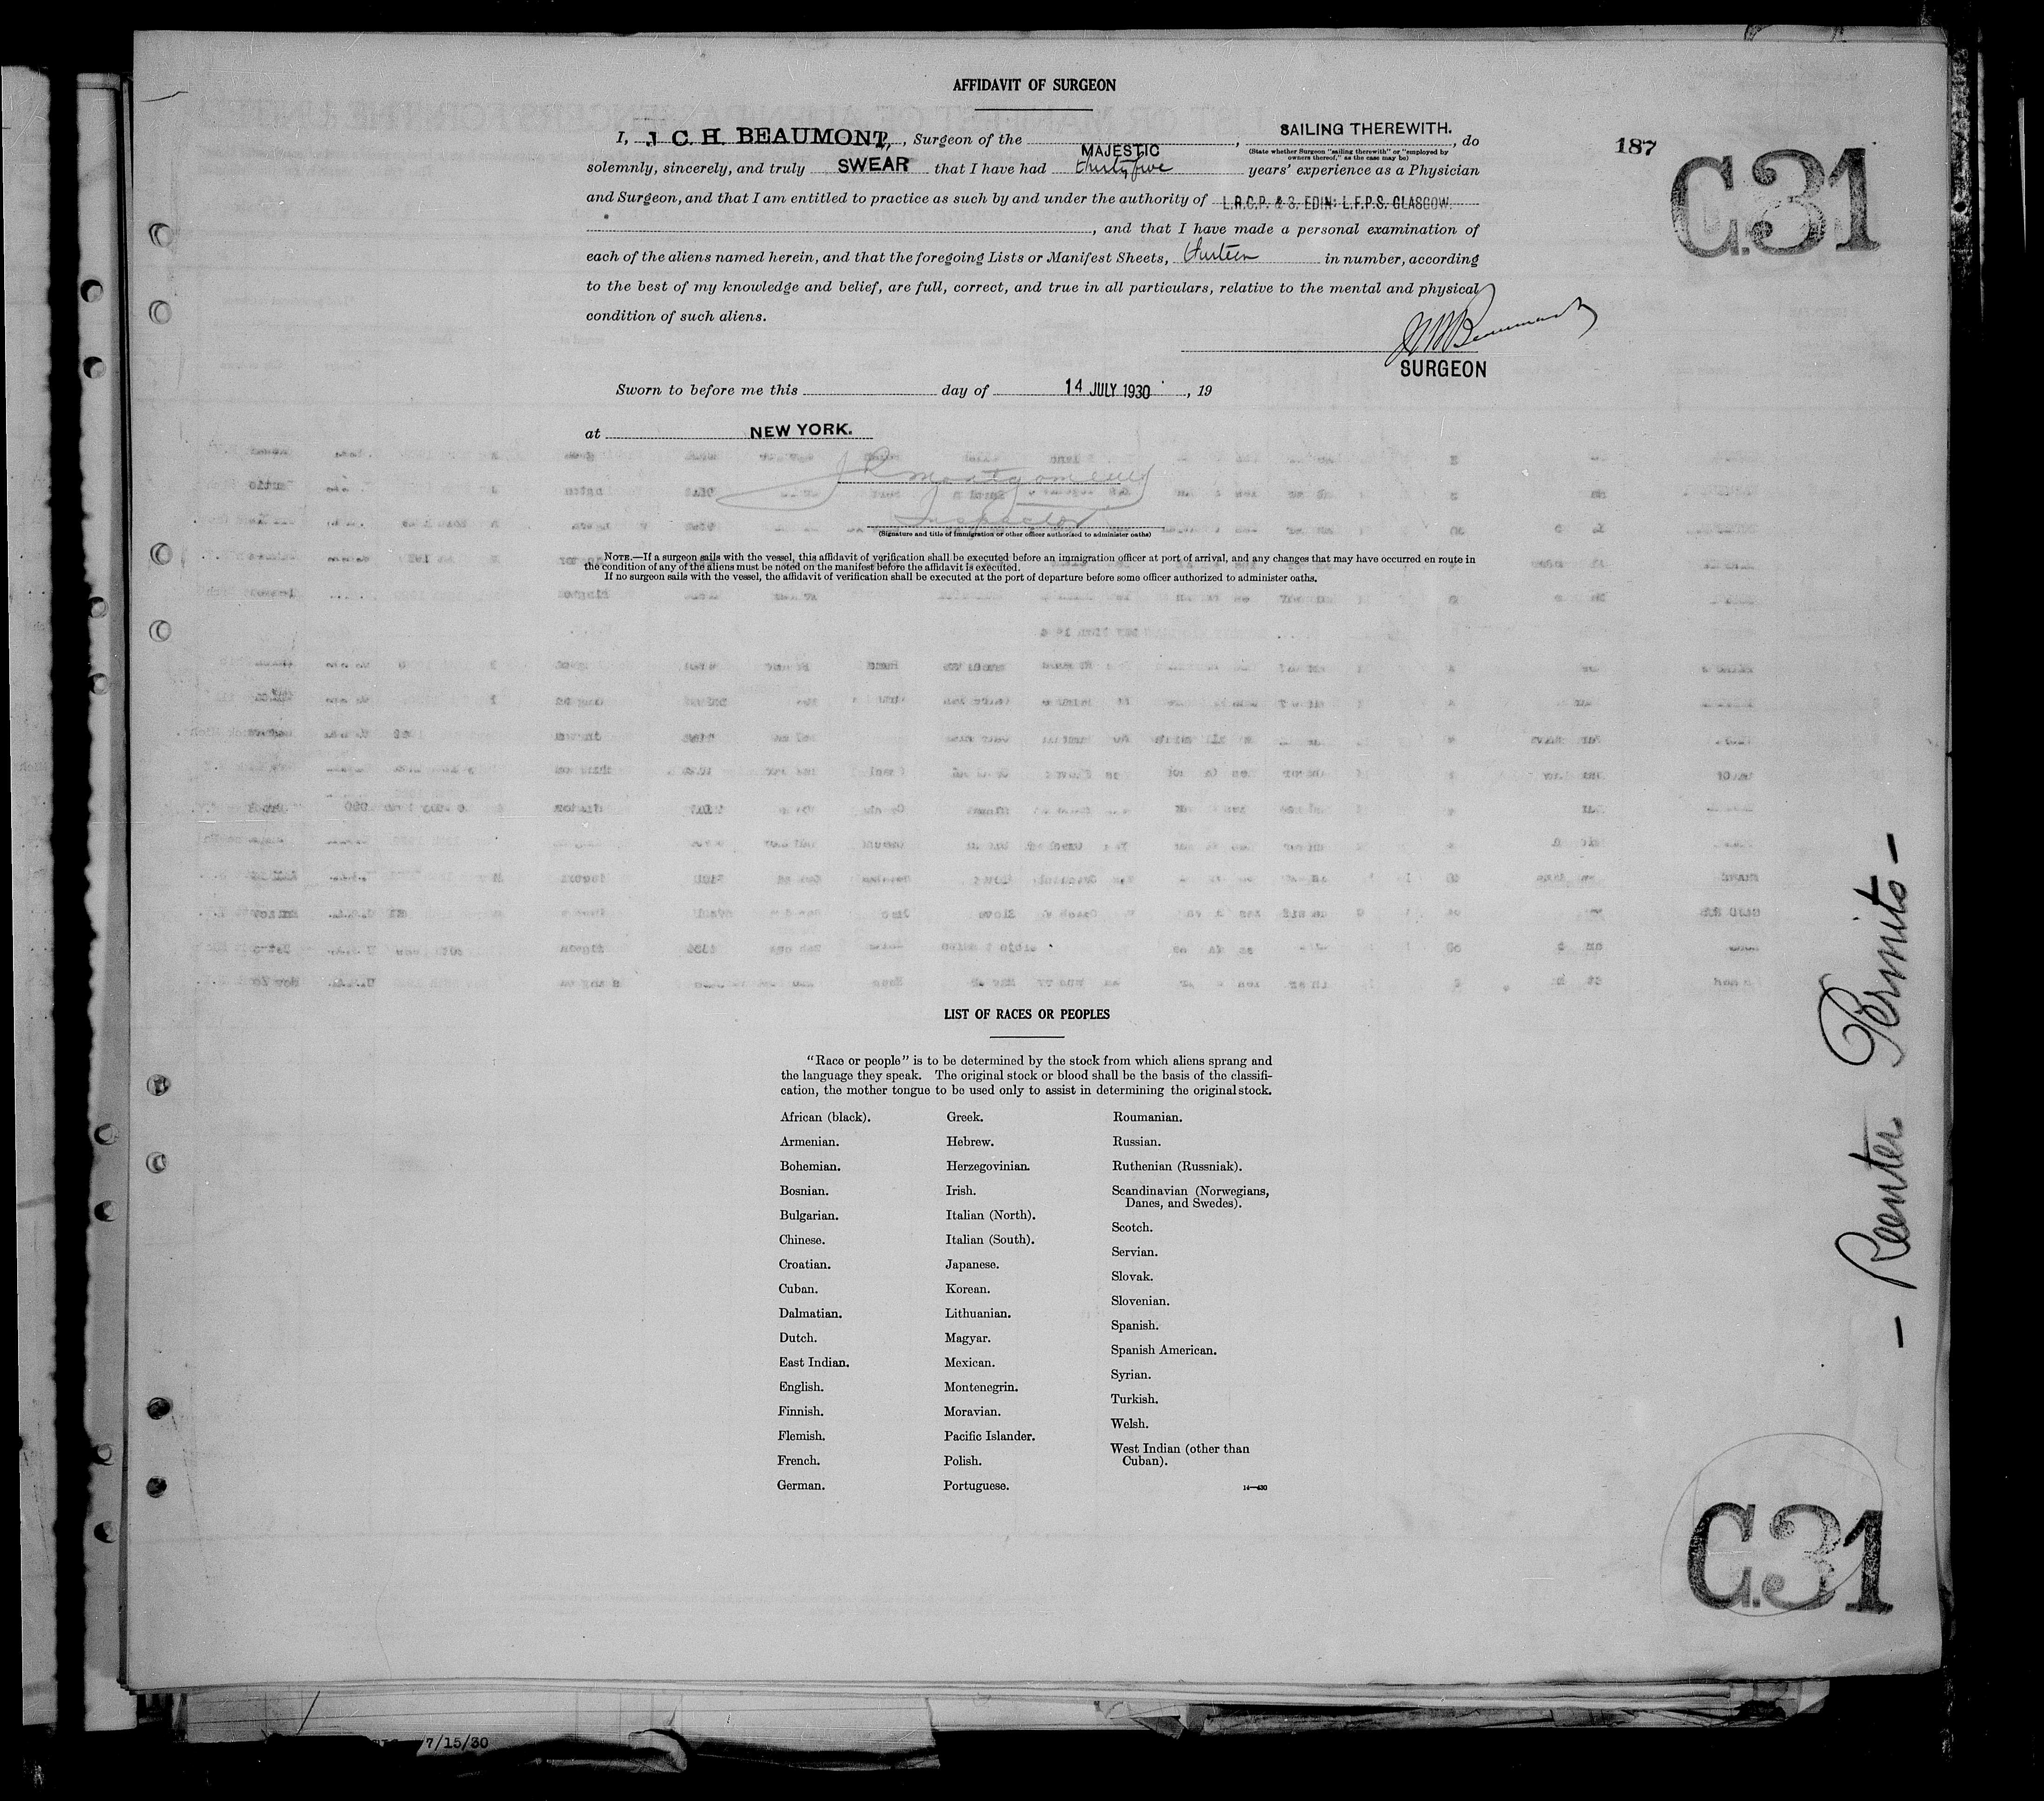 AFFIDAVIT OF SURGEON
I, J C. H. BEAUMONT, , Surgeon of the MAJESTIC , SAILING THEREWITH. , do
(State whether Surgeon "sailing therewith" or "employed by
owners thereof," as the case may be)
187
C.31
solemnly, sincerely, and truly SWEAR that I have had thirty five years' experience as a Physician
and Surgeon, and that I am entitled to practice as such by and under the authority of L.R.C.P. & S. EDIN: L.F.P.S. GLASGOW.
, and that I have made a personal examination of
each of the aliens named herein, and that the foregoing Lists or Manifest Sheets, thirteen in number, according
to the best of my knowledge and belief, are full, correct, and true in all particulars, relative to the mental and physical
condition of such aliens.
SURGEON
Sworn to before me this day of 14 JULY 1930 , 19
at NEW YORK.
J R Montgomery
Inspector
(Signature and title of immigration or other officer authorized to administer oaths)
NOTE.—If a surgeon sails with the vessel, this affidavit of verification shall be executed before an immigration officer at port of arrival, and any changes that may have occurred en route in
the condition of any of the aliens must be noted on the manifest before the affidavit is executed.
If no surgeon sails with the vessel, the affidavit of verification shall be executed at the port of departure before some officer authorized to administer oaths.
LIST OF RACES OR PEOPLES
"Race or people" is to be determined by the stock from which aliens sprang and
the language they speak. The original stock or blood shall be the basis of the classifi-
cation, the mother tongue to be used only to assist in determining the original stock.
African (black).
Armenian.
Bohemian.
Bosnian.
Bulgarian.
Chinese.
Croatian.
Cuban.
Dalmatian.
Dutch.
East Indian.
English.
Finnish.
Flemish.
French.
German.
Greek.
Hebrew.
Herzegovinian.
Irish.
Italian (North).
Italian (South).
Japanese.
Korean.
Lithuanian.
Magyar.
Mexican.
Montenegrin.
Moravian.
Pacific Islander.
Polish.
Portuguese.
Roumanian.
Russian.
Ruthenian (Russniak).
Scandinavian (Norwegians,
Danes, and Swedes).
Scotch.
Servian.
Slovak.
Slovenian.
Spanish.
Spanish American.
Syrian.
Turkish.
Welsh.
West Indian (other than
Cuban).
14—430
- Reenter Permits -
C.31
7/15/30